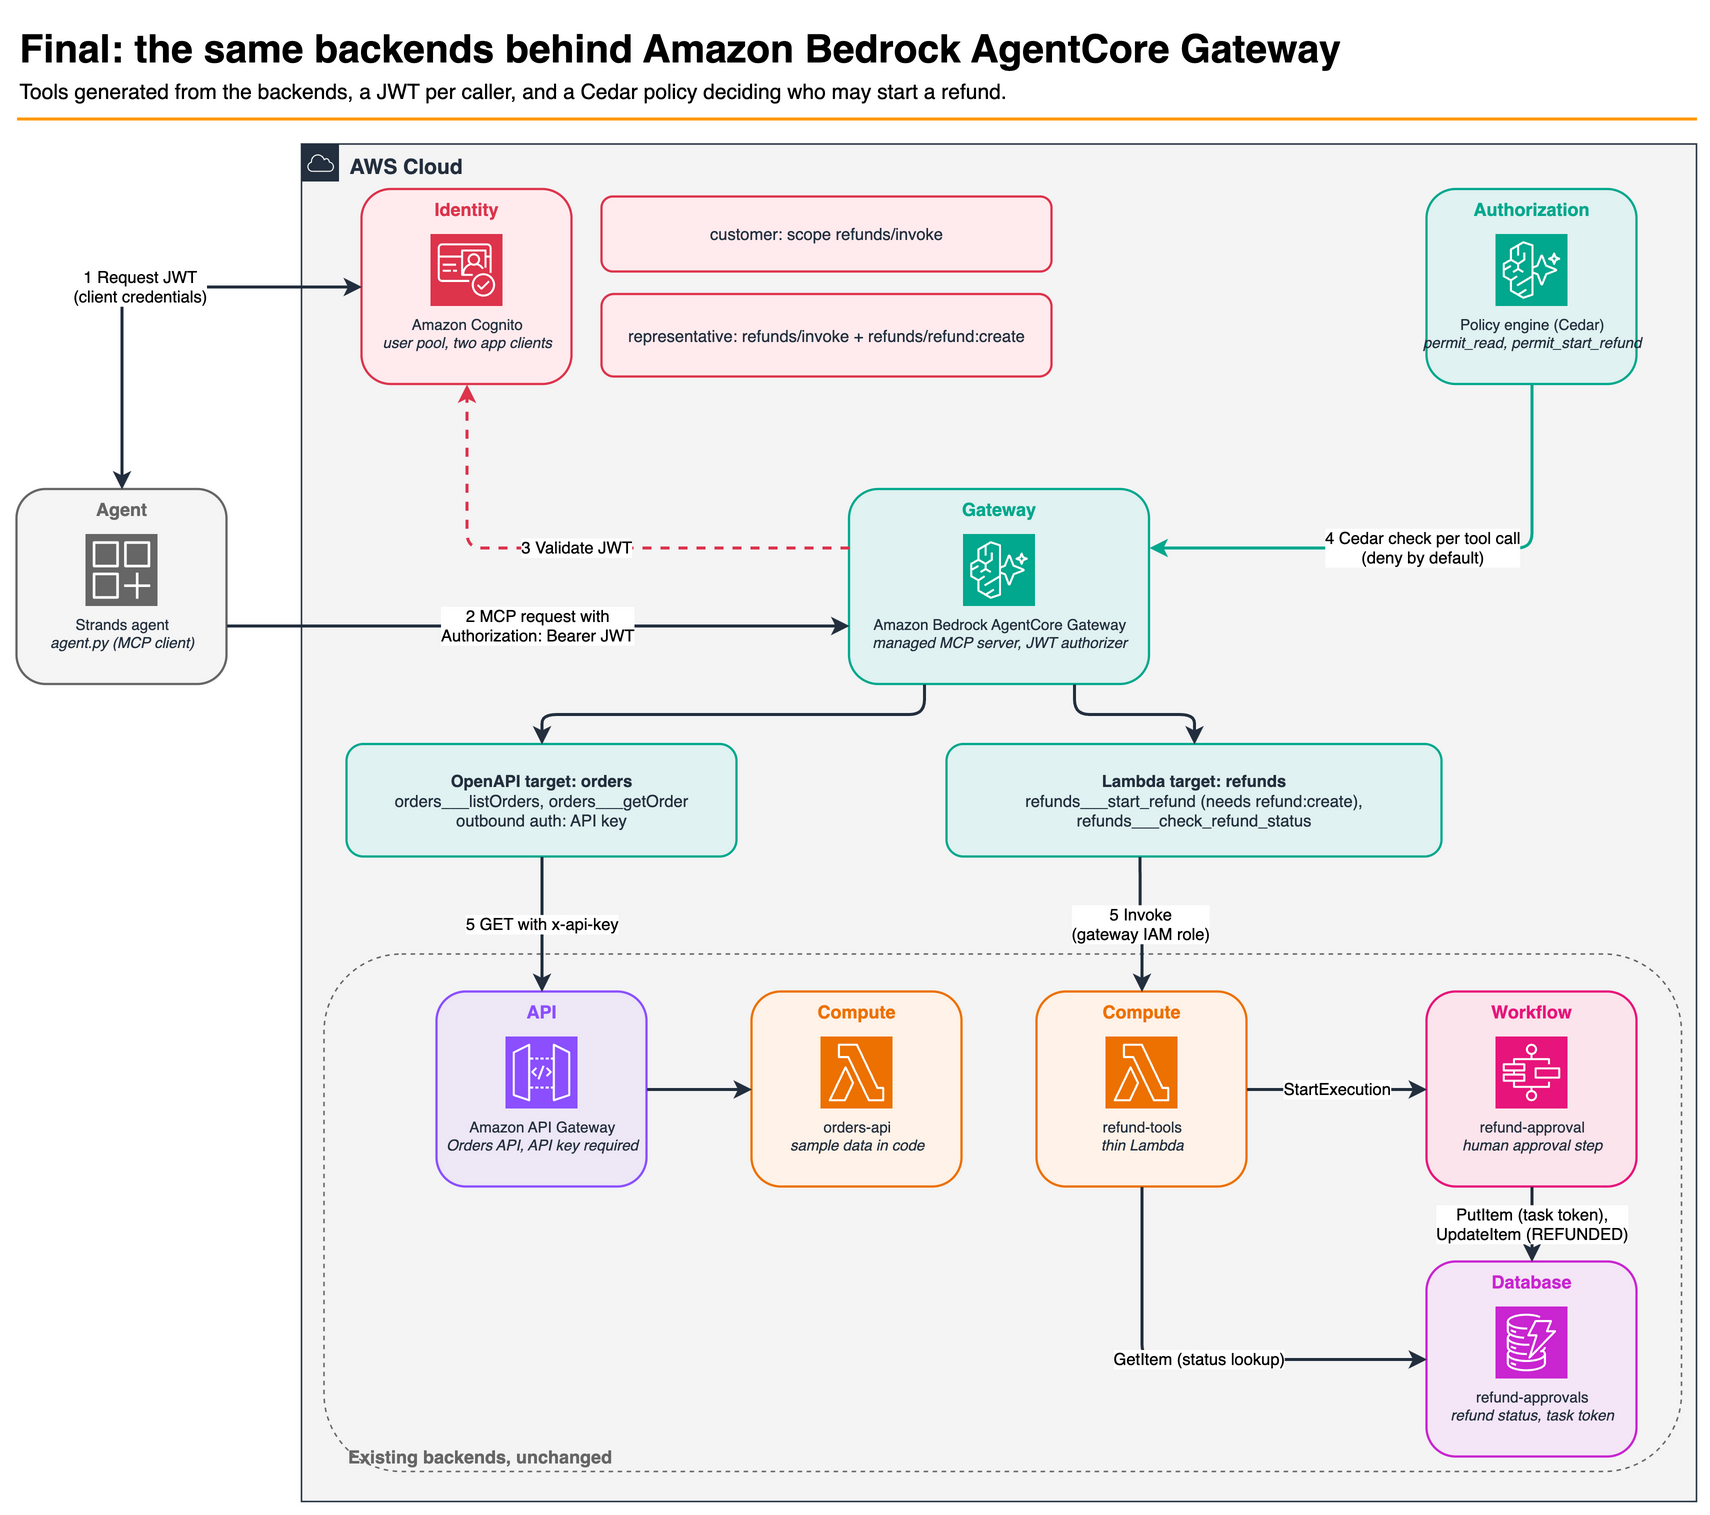 Final: the same backends behind Amazon Bedrock AgentCore Gateway
Tools generated from the backends, a JWT per caller, and a Cedar policy deciding who may start a refund.
AWS Cloud
Identity
Amazon Cognito
user pool, two app clients
customer: scope refunds/invoke
representative: refunds/invoke + refunds/refund:create
Authorization
Policy engine (Cedar)
permit_read, permit_start_refund
1 Request JWT
(client credentials)
Agent
Strands agent
agent.py (MCP client)
3 Validate JWT
2 MCP request with
Authorization: Bearer JWT
Gateway
Amazon Bedrock AgentCore Gateway
managed MCP server, JWT authorizer
4 Cedar check per tool call
(deny by default)
OpenAPI target: orders
orders___listOrders, orders___getOrder
outbound auth: API key
Lambda target: refunds
refunds___start_refund (needs refund:create),
refunds___check_refund_status
5 GET with x-api-key
5 Invoke
(gateway IAM role)
API
Amazon API Gateway
Orders API, API key required
Compute
orders-api
sample data in code
Compute
refund-tools
thin Lambda
StartExecution
Workflow
refund-approval
human approval step
PutItem (task token),
UpdateItem (REFUNDED)
GetItem (status lookup)
Database
refund-approvals
refund status, task token
Existing backends, unchanged